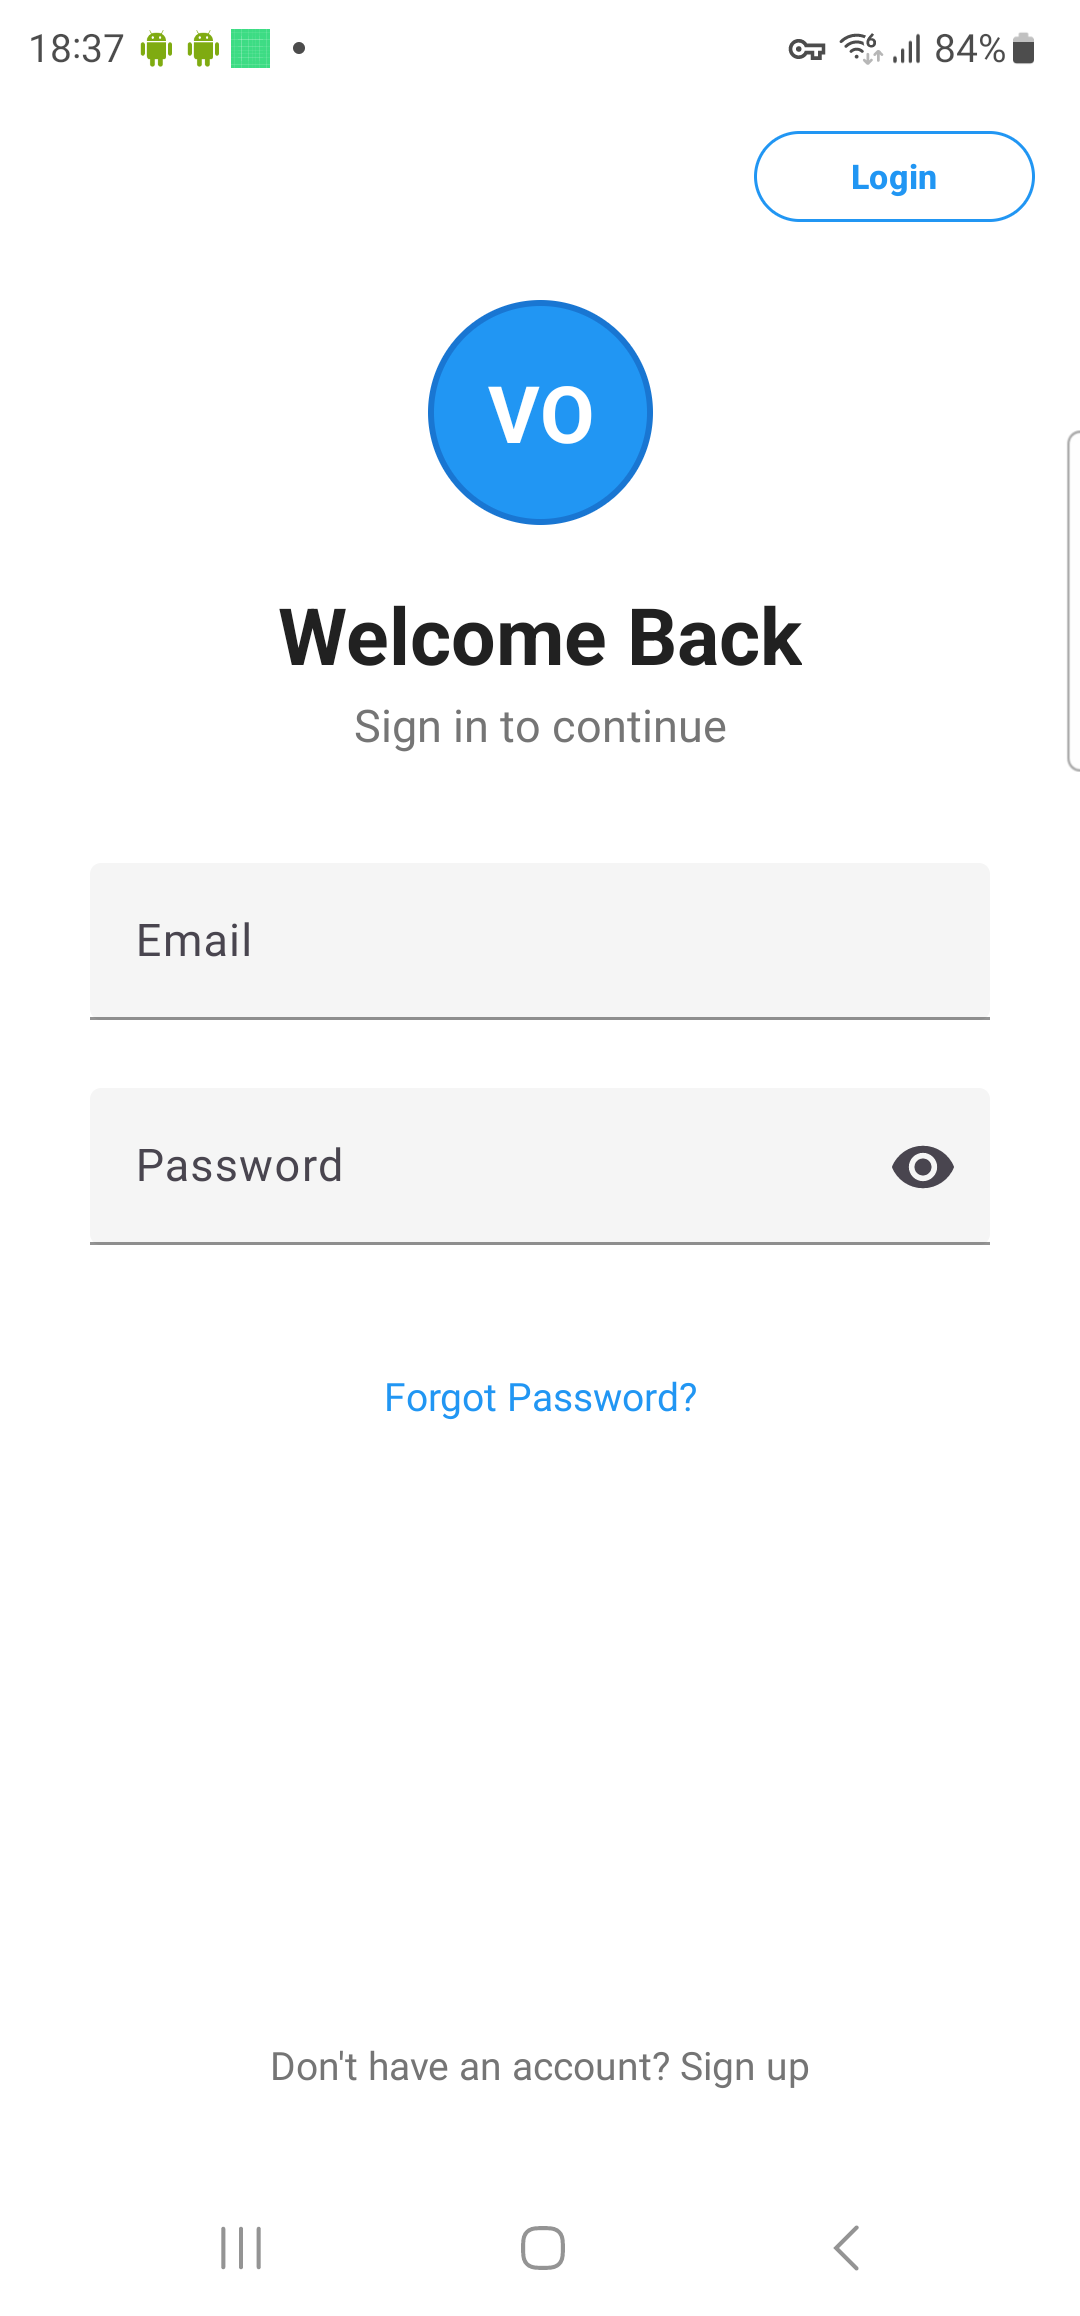 18:37
6 84%
Login
VO
Welcome Back
Sign in to continue
Email
Password
Forgot Password?
Don't have an account? Sign up